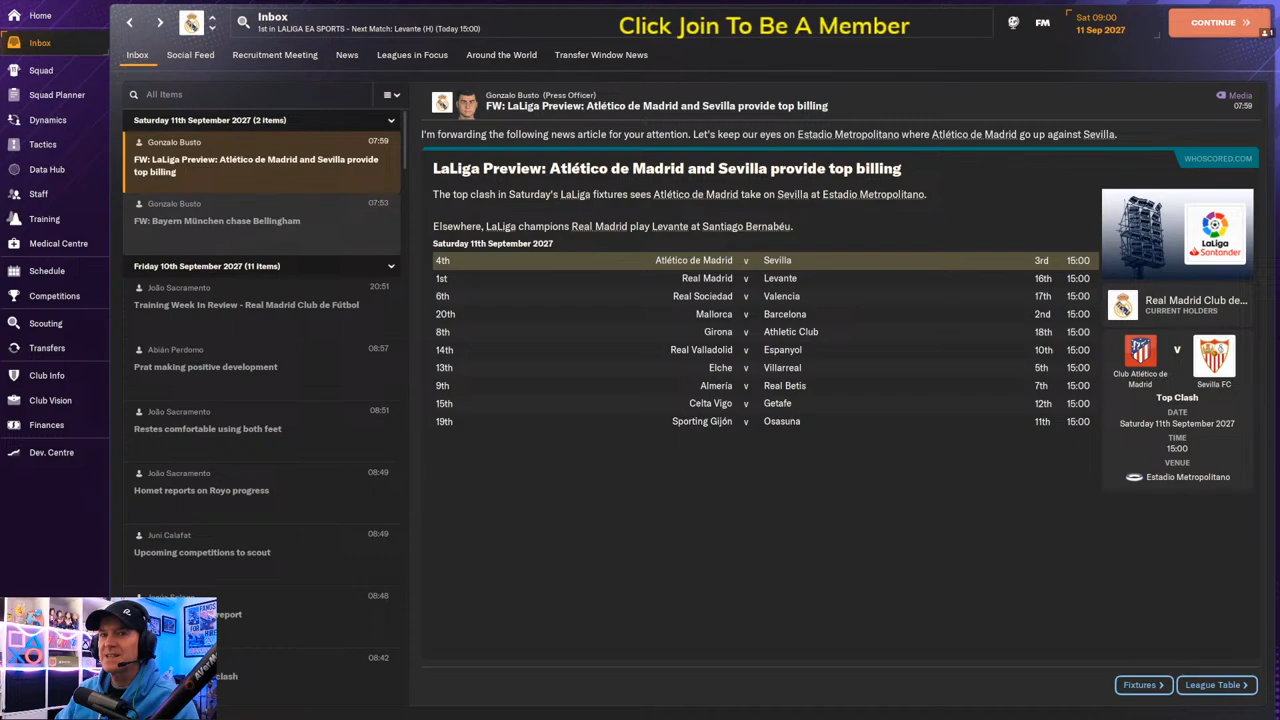 Home
Inbox
Squad
Squad Planner
Dynamics
Tactics
Data Hub
Staff
Training
Medical Centre
Schedule
Competitions
Scouting
Transfers
Club Info
Club Vision
Finances
Dev. Centre
Inbox
1st in LALIGA EA SPORTS - Next Match: Levante (H) (Today 15:00)
Click Join To Be A Member
FM
Sat 09:00
11 Sep 2027
CONTINUE
1
Inbox Social Feed Recruitment Meeting News Leagues in Focus Around the World Transfer Window News
All Items
Saturday 11th September 2027 (2 items)
Gonzalo Busto 07:59
FW: LaLiga Preview: Atlético de Madrid and Sevilla provide
top billing
Gonzalo Busto 07:53
FW: Bayern München chase Bellingham
Friday 10th September 2027 (11 items)
João Sacramento 20:51
Training Week In Review - Real Madrid Club de Fútbol
Abián Perdomo 08:57
Prat making positive development
João Sacramento 08:51
Restes comfortable using both feet
João Sacramento 08:49
Homet reports on Royo progress
Juni Calafat 08:49
Upcoming competitions to scout
08:48
report
08:42
clash
Gonzalo Busto (Press Officer)
FW: LaLiga Preview: Atlético de Madrid and Sevilla provide top billing
Media
07:59
I'm forwarding the following news article for your attention. Let's keep our eyes on Estadio Metropolitano where Atlético de Madrid go up against Sevilla.
WHOSCORED.COM
LaLiga Preview: Atlético de Madrid and Sevilla provide top billing
The top clash in Saturday's LaLiga fixtures sees Atlético de Madrid take on Sevilla at Estadio Metropolitano.
Elsewhere, LaLiga champions Real Madrid play Levante at Santiago Bernabéu.
Saturday 11th September 2027
4th Atlético de Madrid v Sevilla 3rd 15:00
1st Real Madrid v Levante 16th 15:00
6th Real Sociedad v Valencia 17th 15:00
20th Mallorca v Barcelona 2nd 15:00
8th Girona v Athletic Club 18th 15:00
14th Real Valladolid v Espanyol 10th 15:00
13th Elche v Villarreal 5th 15:00
9th Almería v Real Betis 7th 15:00
15th Celta Vigo v Getafe 12th 15:00
19th Sporting Gijón v Osasuna 11th 15:00
LaLiga
Santander
Real Madrid Club de...
CURRENT HOLDERS
v
Club Atlético de
Madrid
Sevilla FC
Top Clash
DATE
Saturday 11th September 2027
TIME
15:00
VENUE
Estadio Metropolitano
Fixtures
League Table